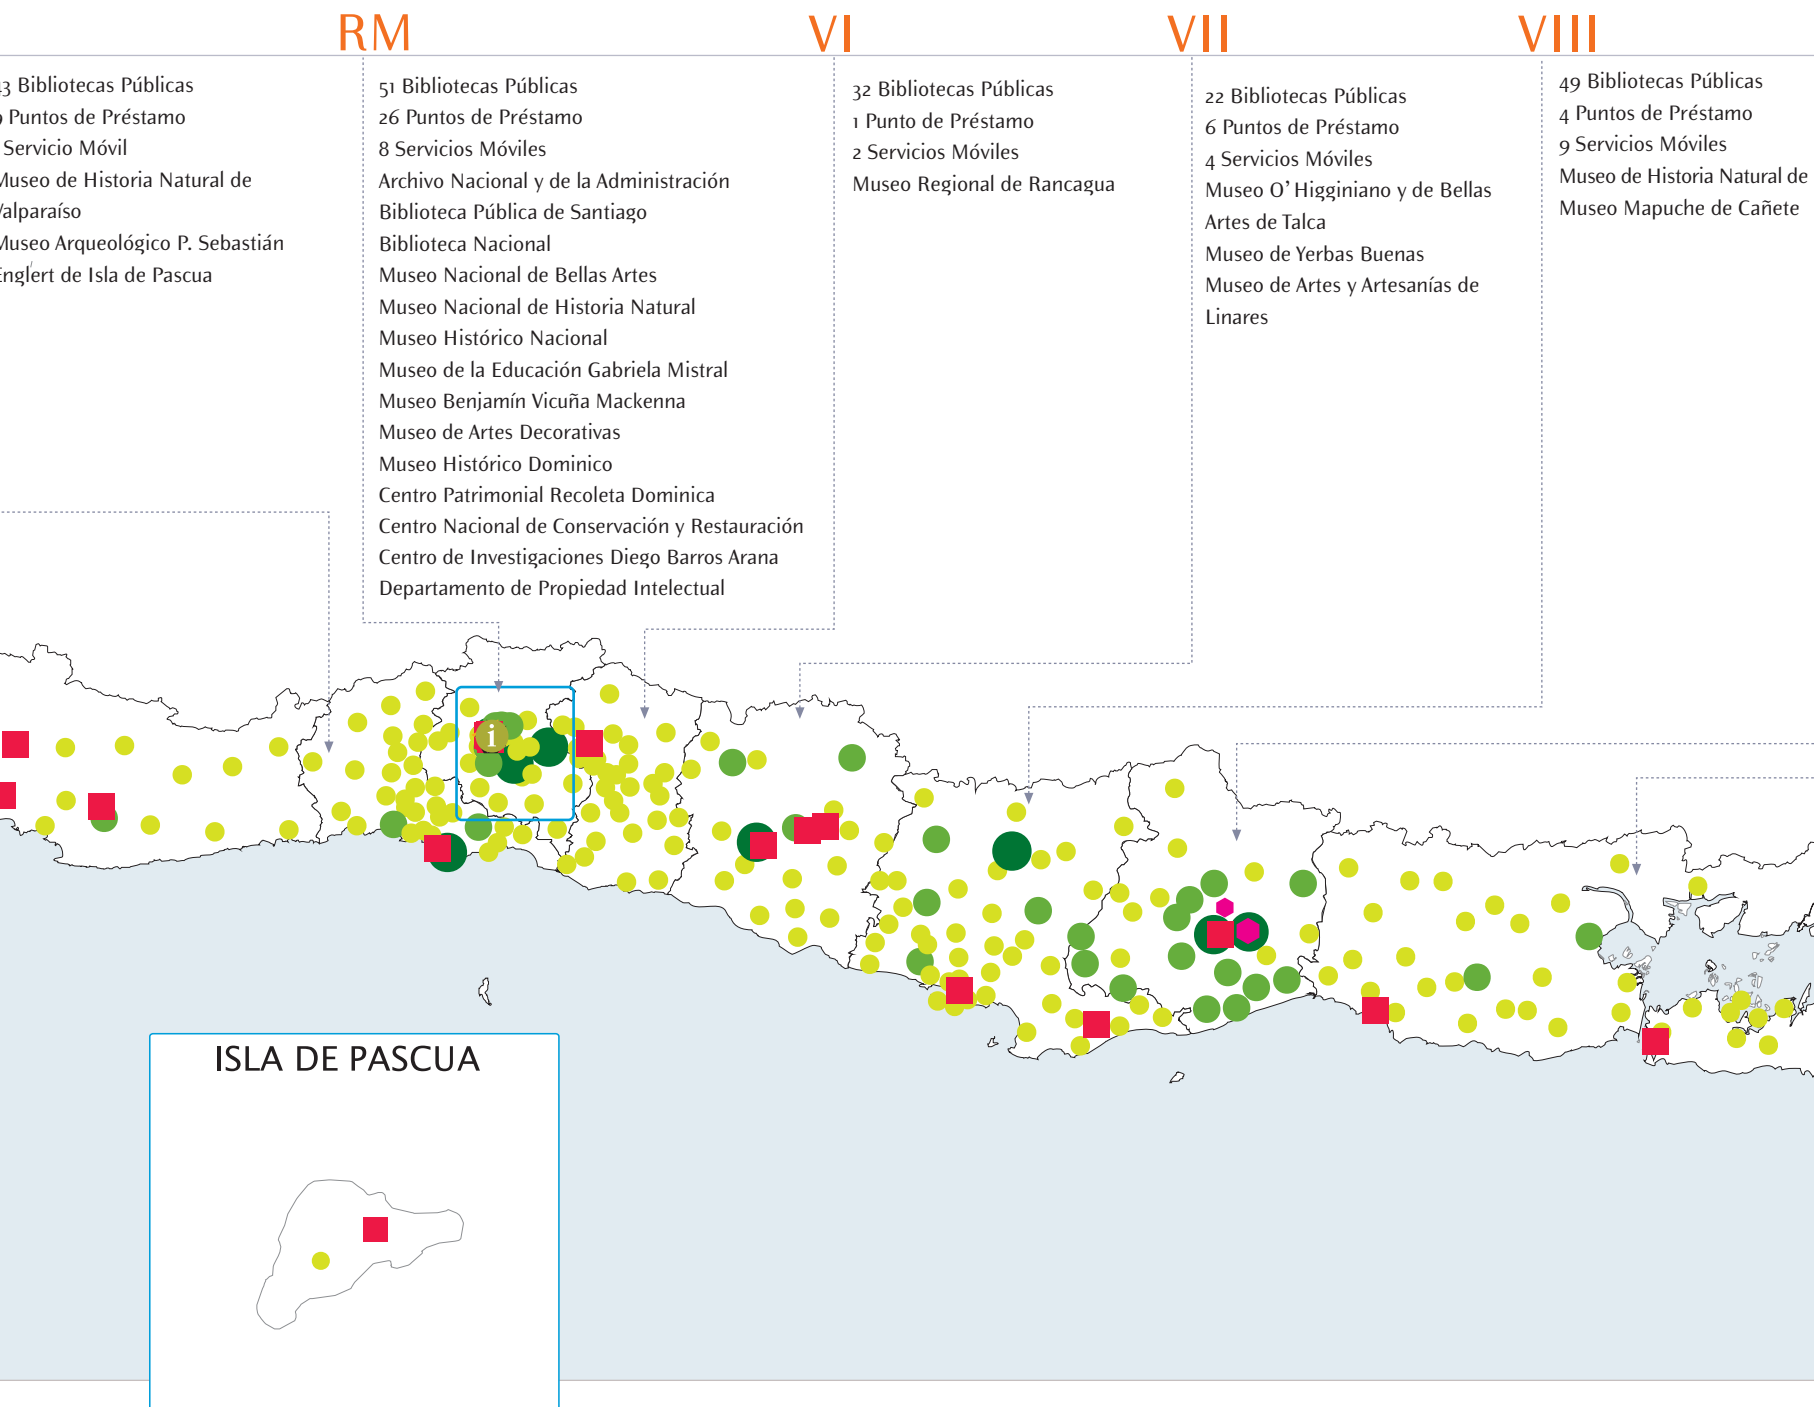 RM
VI
VII
VIII
Bibliotecas Públicas
Puntos de Préstamo
Servicio Móvil
Museo de Historia Natural de
Valparaíso
Museo Arqueológico P. Sebastián
Englert de Isla de Pascua
51 Bibliotecas Públicas
26 Puntos de Préstamo
8 Servicios Móviles
Archivo Nacional y de la Administración
Biblioteca Pública de Santiago
Biblioteca Nacional
Museo Nacional de Bellas Artes
Museo Nacional de Historia Natural
Museo Histórico Nacional
Museo de la Educación Gabriela Mistral
Museo Benjamín Vicuña Mackenna
Museo de Artes Decorativas
Museo Histórico Dominico
Centro Patrimonial Recoleta Dominica
Centro Nacional de Conservación y Restauración
Centro de Investigaciones Diego Barros Arana
Departamento de Propiedad Intelectual
32 Bibliotecas Públicas
1 Punto de Préstamo
2 Servicios Móviles
Museo Regional de Rancagua
22 Bibliotecas Públicas
6 Puntos de Préstamo
4 Servicios Móviles
Museo O' Higginiano y de Bellas
Artes de Talca
Museo de Yerbas Buenas
Museo de Artes y Artesanías de
Linares
49 Bibliotecas Públicas
4 Puntos de Préstamo
9 Servicios Móviles
Museo de Historia Natural de
Museo Mapuche de Cañete
i
ISLA DE PASCUA